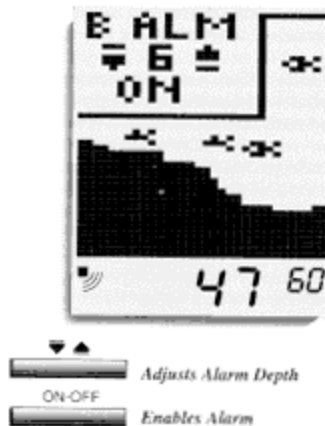 B ALM
6
ON
47 60
Adjusts Alarm Depth
ON-OFF
Enables Alarm